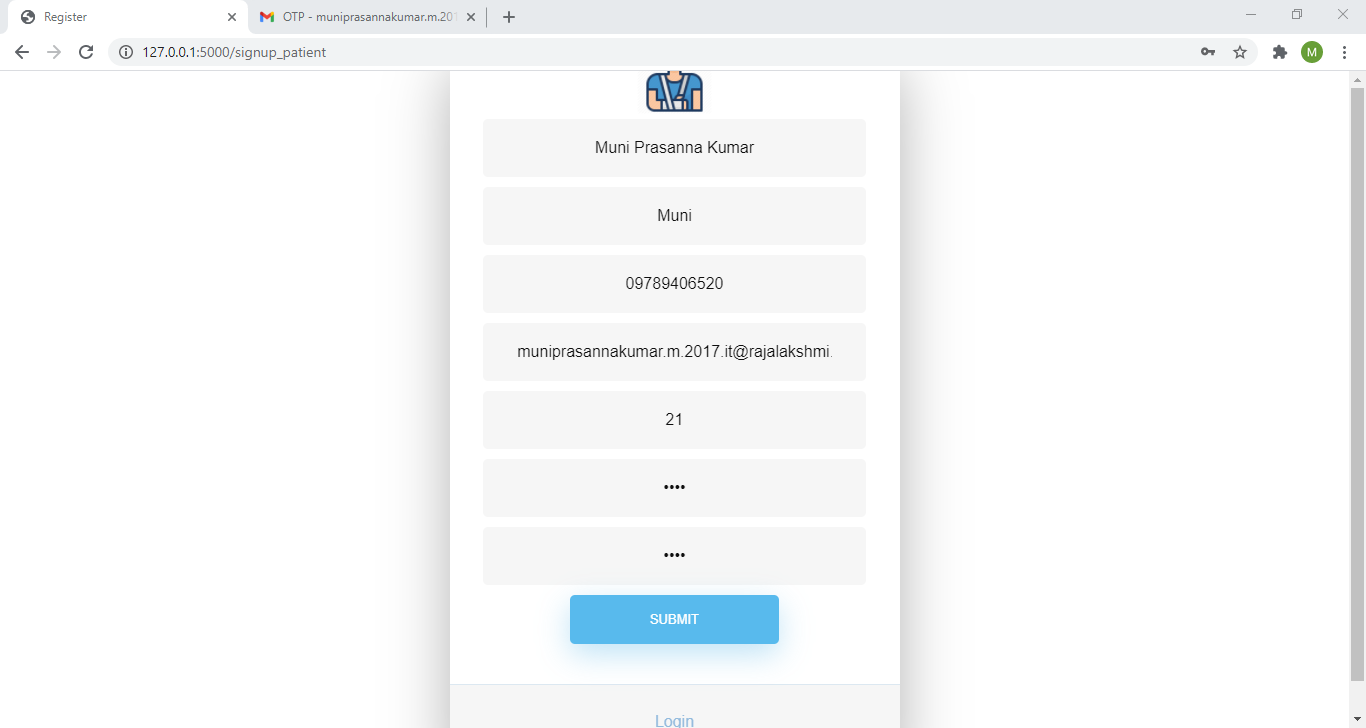 Register
OTP - muniprasannakumar.m.201
127.0.0.1:5000/signup_patient
M
Muni Prasanna Kumar
Muni
09789406520
muniprasannakumar.m.2017.it@rajalakshmi.
21
••••
••••
SUBMIT
Login